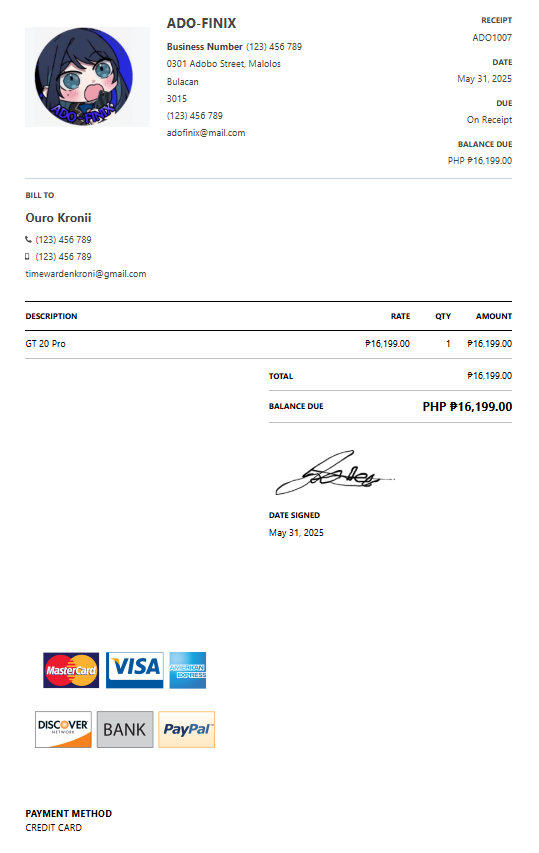 ADO-FINIX
ADO-FINIX
Business Number (123) 456 789
0301 Adobo Street, Malolos
Bulacan
3015
(123) 456 789
adofinix@mail.com
RECEIPT
ADO1007
DATE
May 31, 2025
DUE
On Receipt
BALANCE DUE
PHP ₱16,199.00
BILL TO
Ouro Kronii
(123) 456 789
(123) 456 789
timewardenkroni@gmail.com
DESCRIPTION RATE QTY AMOUNT
GT 20 Pro ₱16,199.00 1 ₱16,199.00
TOTAL ₱16,199.00
BALANCE DUE PHP ₱16,199.00
DATE SIGNED
May 31, 2025
MasterCard VISA AMERICAN EXPRESS
DISCOVER NETWORK BANK PayPal
PAYMENT METHOD
CREDIT CARD